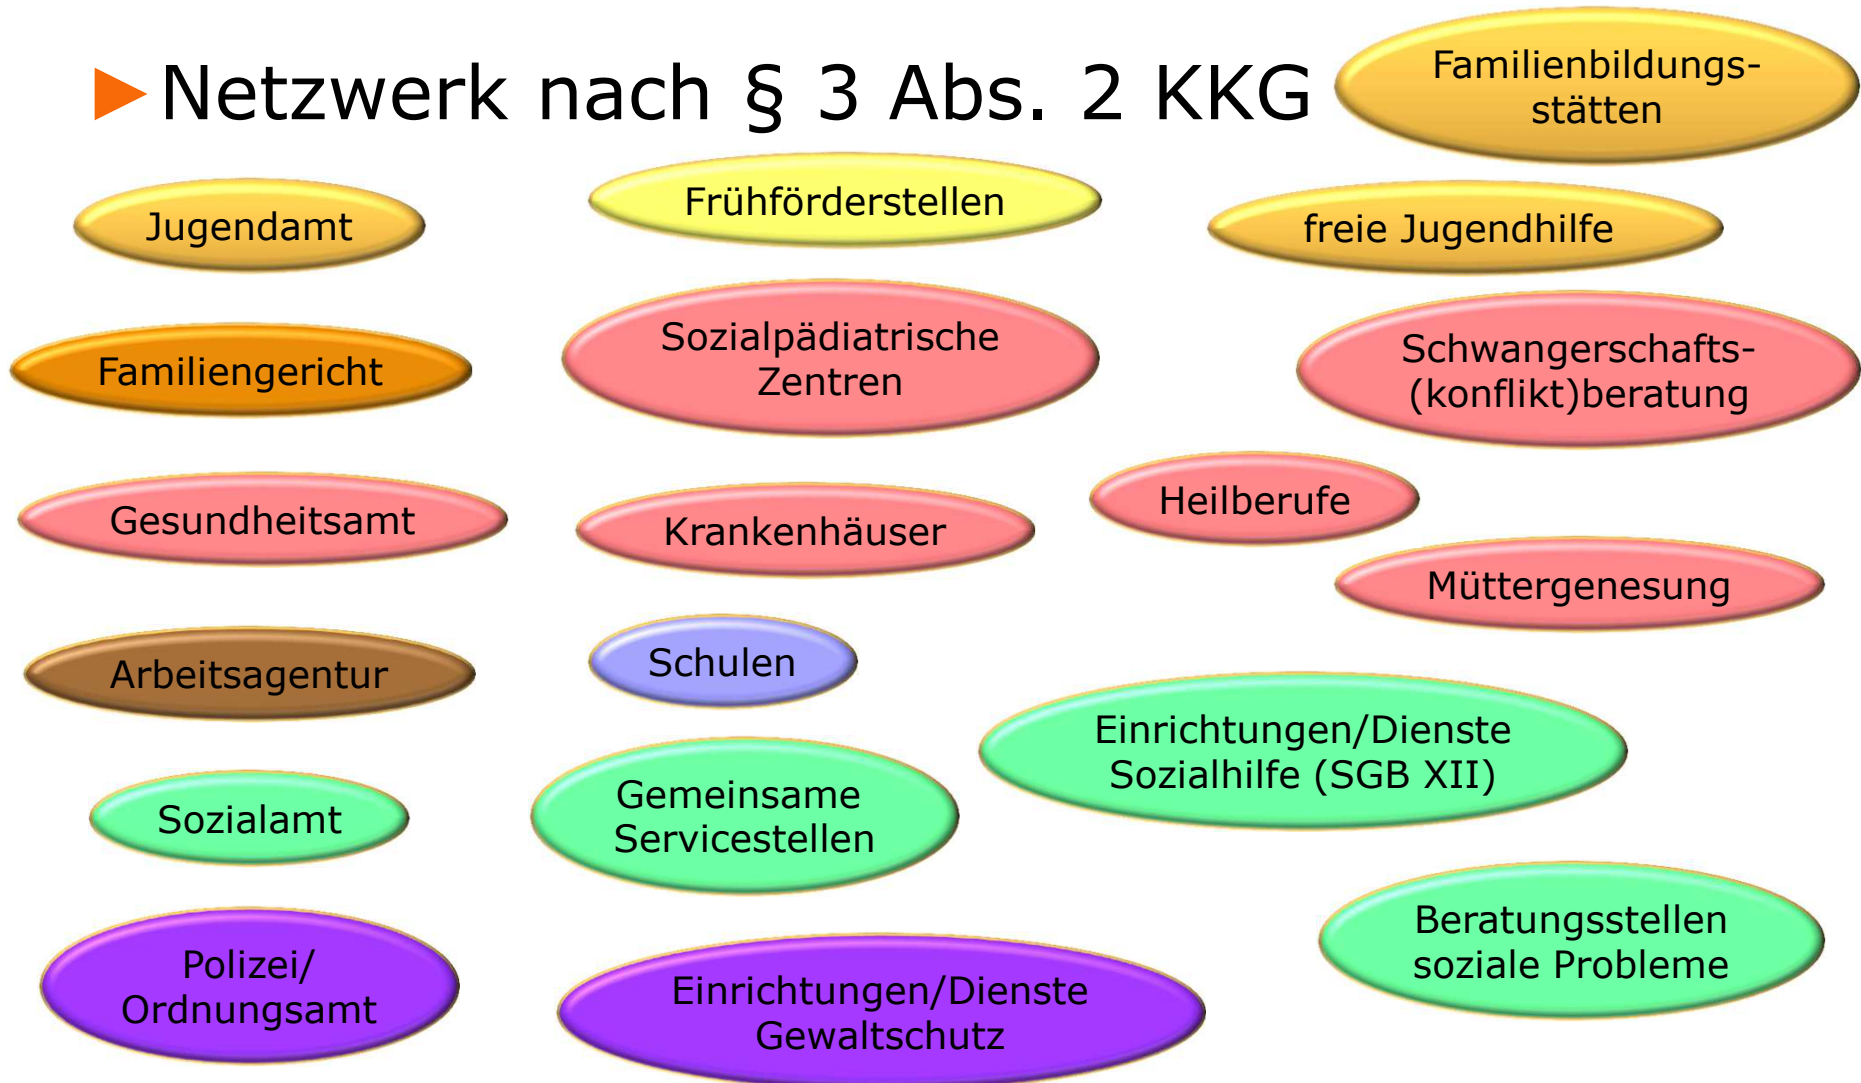 Netzwerk nach § 3 Abs. 2 KKG
Familienbildungs-
stätten
Jugendamt
Frühförderstellen
freie Jugendhilfe
Familiengericht
Sozialpädiatrische
Zentren
Schwangerschafts-
(konflikt)beratung
Gesundheitsamt
Krankenhäuser
Heilberufe
Müttergenesung
Arbeitsagentur
Schulen
Einrichtungen/Dienste
Sozialhilfe (SGB XII)
Sozialamt
Gemeinsame
Servicestellen
Beratungsstellen
soziale Probleme
Polizei/
Ordnungsamt
Einrichtungen/Dienste
Gewaltschutz